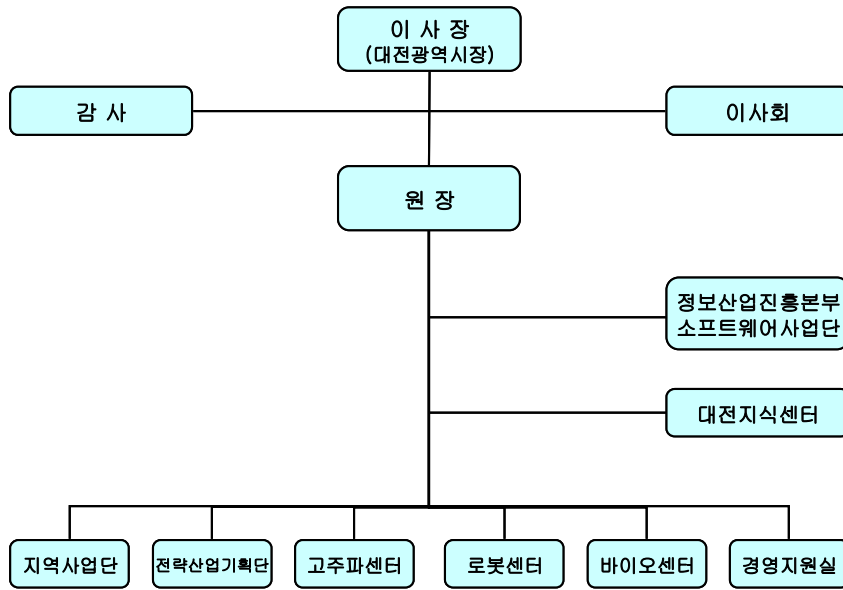 이 사 장
(대전광역시장)
감 사
이사회
원 장
정보산업진흥본부
소프트웨어사업단
대전지식센터
지역사업단
전략산업기획단
고주파센터
로봇센터
바이오센터
경영지원실